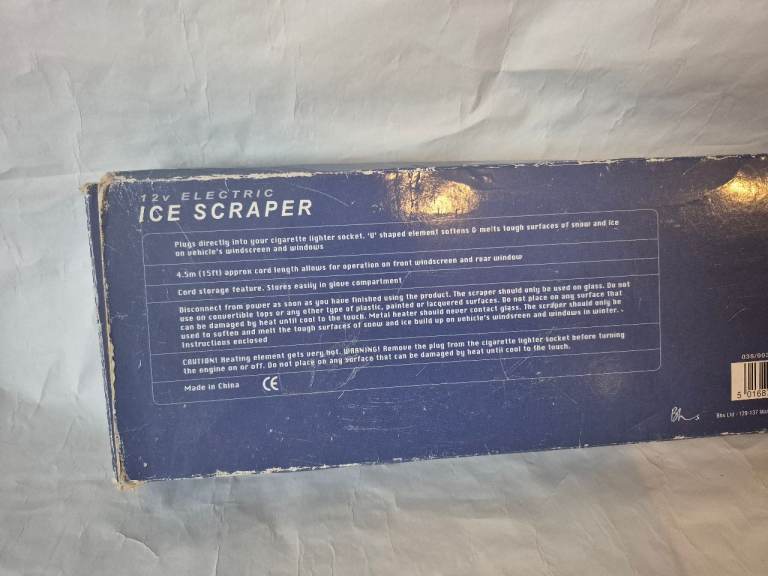 12v ELECTRIC
ICE SCRAPER
Plugs directly into your cigarette lighter socket. 'U' shaped element softens & melts tough surfaces of snow and ice
on vehicle's windscreen and windows
4.5m (15ft) approx cord length allows for operation on front windscreen and rear window
Cord storage feature. Stores easily in glove compartment
Disconnect from power as soon as you have finished using the product. The scraper should only be used on glass. Do not
use on convertible tops or any other type of plastic, painted or lacquered surfaces. Do not place on any surface that
can be damaged by heat until cool to the touch. Metal heater should never contact glass. The scraper should only be
used to soften and melt the tough surfaces of snow and ice build up on vehicle's windsreen and windows in winter.
Instructions enclosed
CAUTION! Heating element gets very hot. WARNING! Remove the plug from the cigarette lighter socket before turning
the engine on or off. Do not place on any surface that can be damaged by heat until cool to the touch.
Made in China CE
Bhs
Bhs Ltd · 129-137